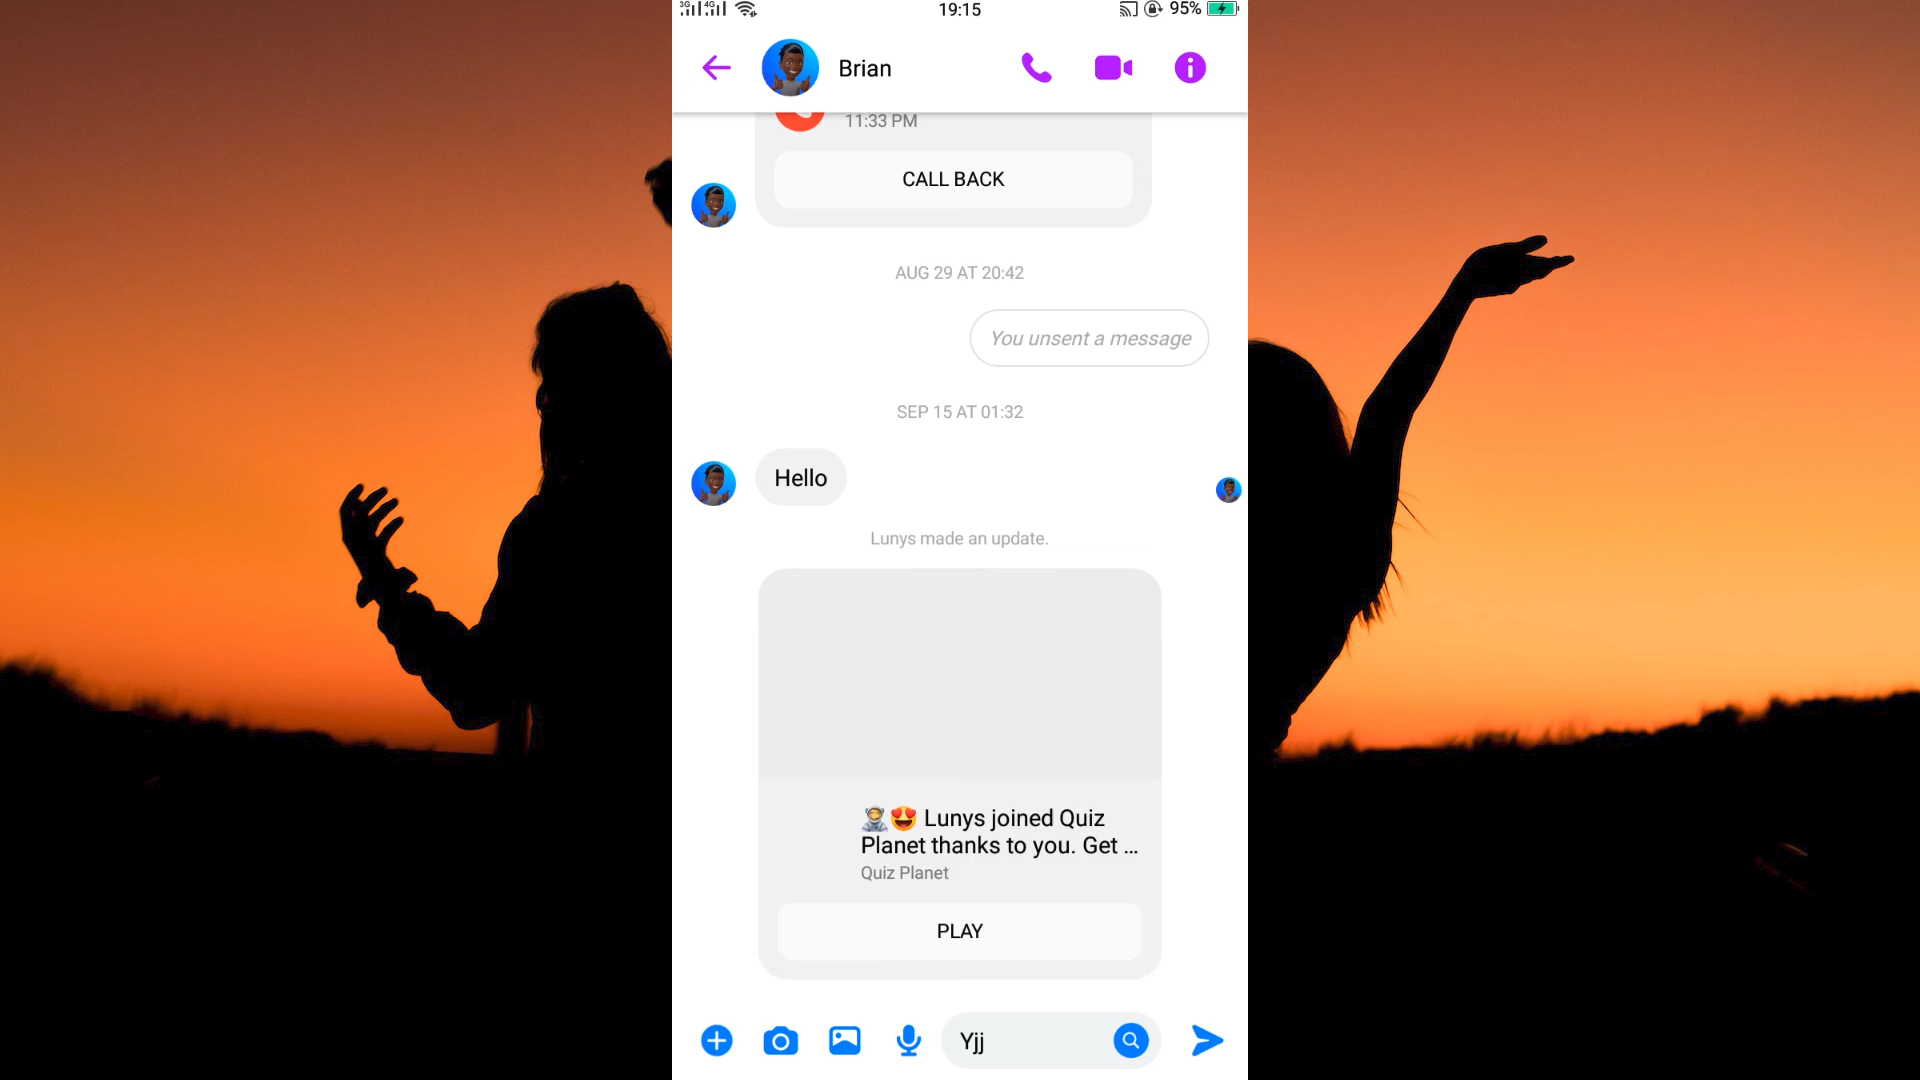 3G 4G 19:15 95%
Brian
11:33 PM
CALL BACK
AUG 29 AT 20:42
You unsent a message
SEP 15 AT 01:32
Hello
Lunys made an update.
🧑‍🚀😍 Lunys joined Quiz
Planet thanks to you. Get ...
Quiz Planet
PLAY
Yjj